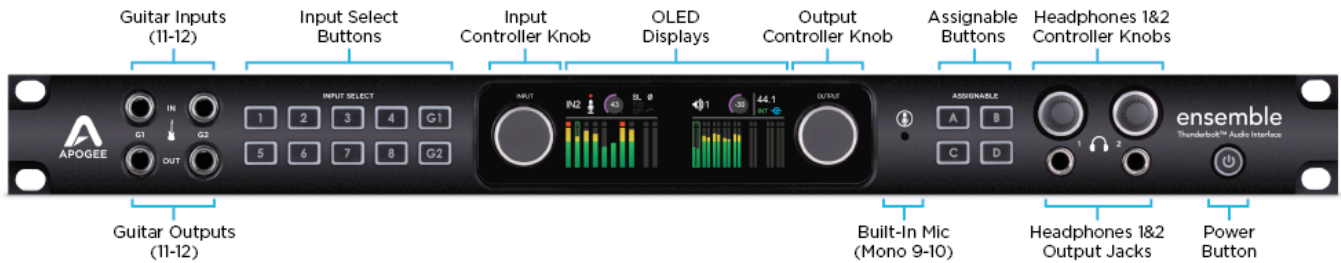 Guitar Inputs
(11-12)
Input Select
Buttons
Input
Controller Knob
OLED
Displays
Output
Controller Knob
Assignable
Buttons
Headphones 1&2
Controller Knobs
APOGEE
G1
IN
G2
OUT
INPUT SELECT
1 2 3 4 G1
5 6 7 8 G2
INPUT
IN2 43 BL Ø
1 -30 44.1
INT
OUTPUT
ASSIGNABLE
A B
C D
1 2
ensemble
Thunderbolt™ Audio Interface
Guitar Outputs
(11-12)
Built-In Mic
(Mono 9-10)
Headphones 1&2
Output Jacks
Power
Button